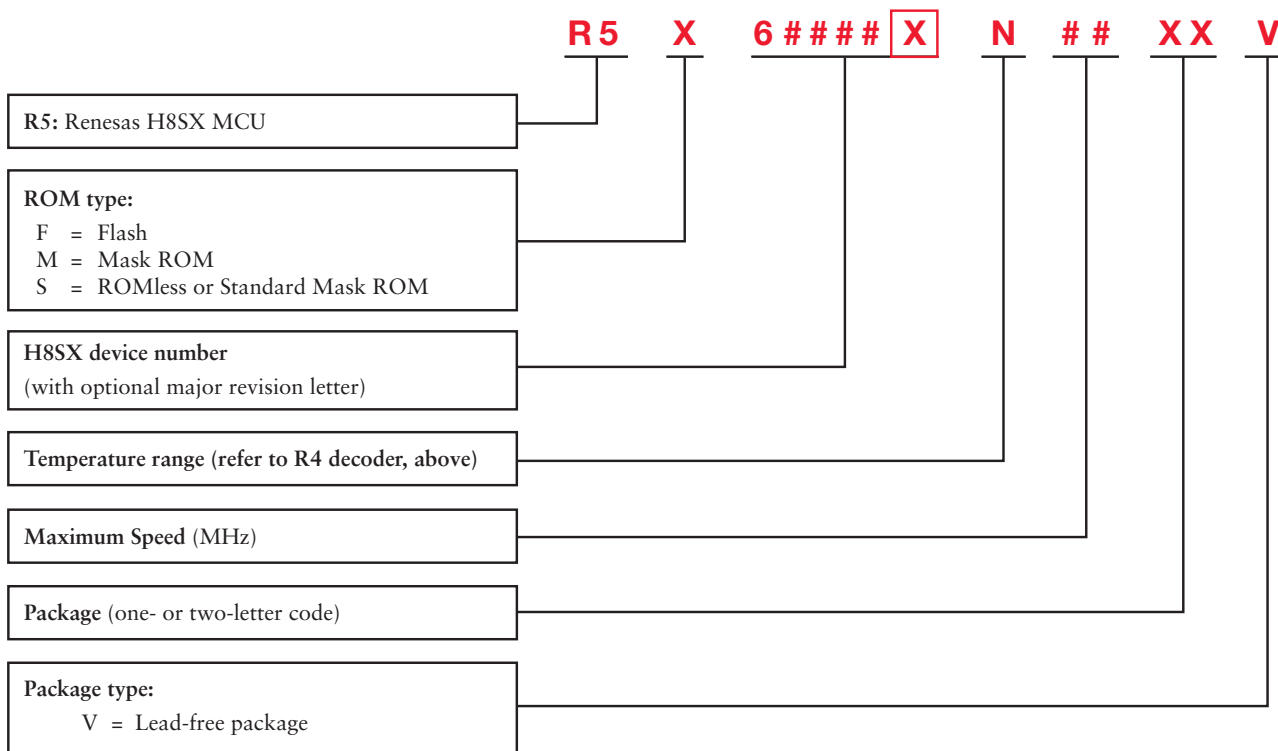 R5 X 6####X N ## XX V
R5: Renesas H8SX MCU
ROM type:
F = Flash
M = Mask ROM
S = ROMless or Standard Mask ROM
H8SX device number
(with optional major revision letter)
Temperature range (refer to R4 decoder, above)
Maximum Speed (MHz)
Package (one- or two-letter code)
Package type:
V = Lead-free package